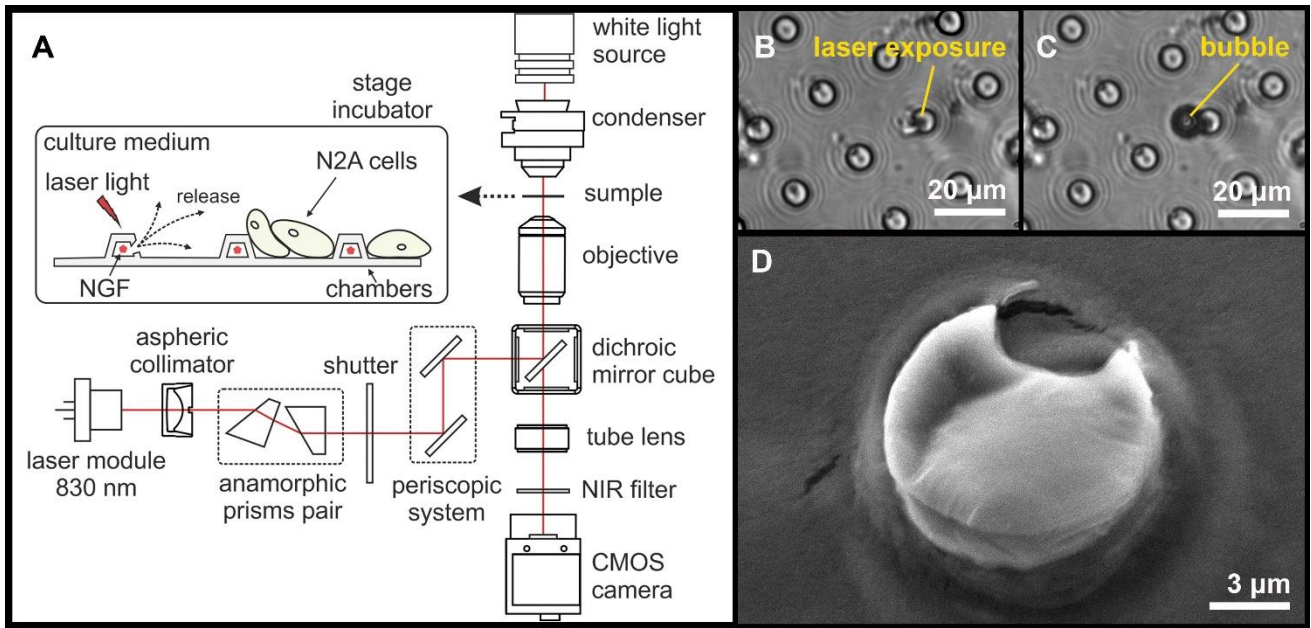 A
white light
source
stage
incubator
condenser
culture medium
N2A cells
laser light
release
sumple
objective
NGF
chambers
aspheric
collimator
shutter
dichroic
mirror cube
laser module
830 nm
anamorphic
prisms pair
periscopic
system
tube lens
NIR filter
CMOS
camera
B
laser exposure
20 µm
C
bubble
20 µm
D
3 µm